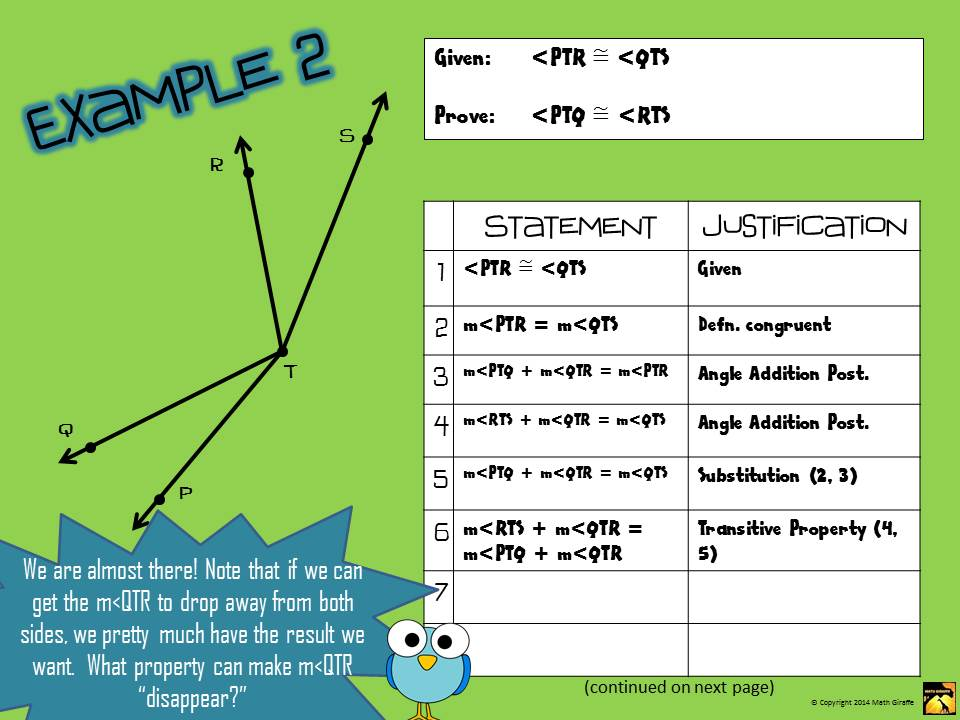 EXAMPLE 2
Given: <PTR ≅ <QTS
Prove: <PTQ ≅ <RTS
R
S
T
Q
P
STATEMENT JUSTIFICATION
1 <PTR ≅ <QTS Given
2 m<PTR = m<QTS Defn. congruent
3 m<PTQ + m<QTR = m<PTR Angle Addition Post.
4 m<RTS + m<QTR = m<QTS Angle Addition Post.
5 m<PTQ + m<QTR = m<QTS Substitution (2, 3)
6 m<RTS + m<QTR = Transitive Property (4,
m<PTQ + m<QTR 5)
7
We are almost there! Note that if we can
get the m<QTR to drop away from both
sides, we pretty much have the result we
want. What property can make m<QTR
“disappear?”
(continued on next page)
© Copyright 2014 Math Giraffe
MATH GIRAFFE